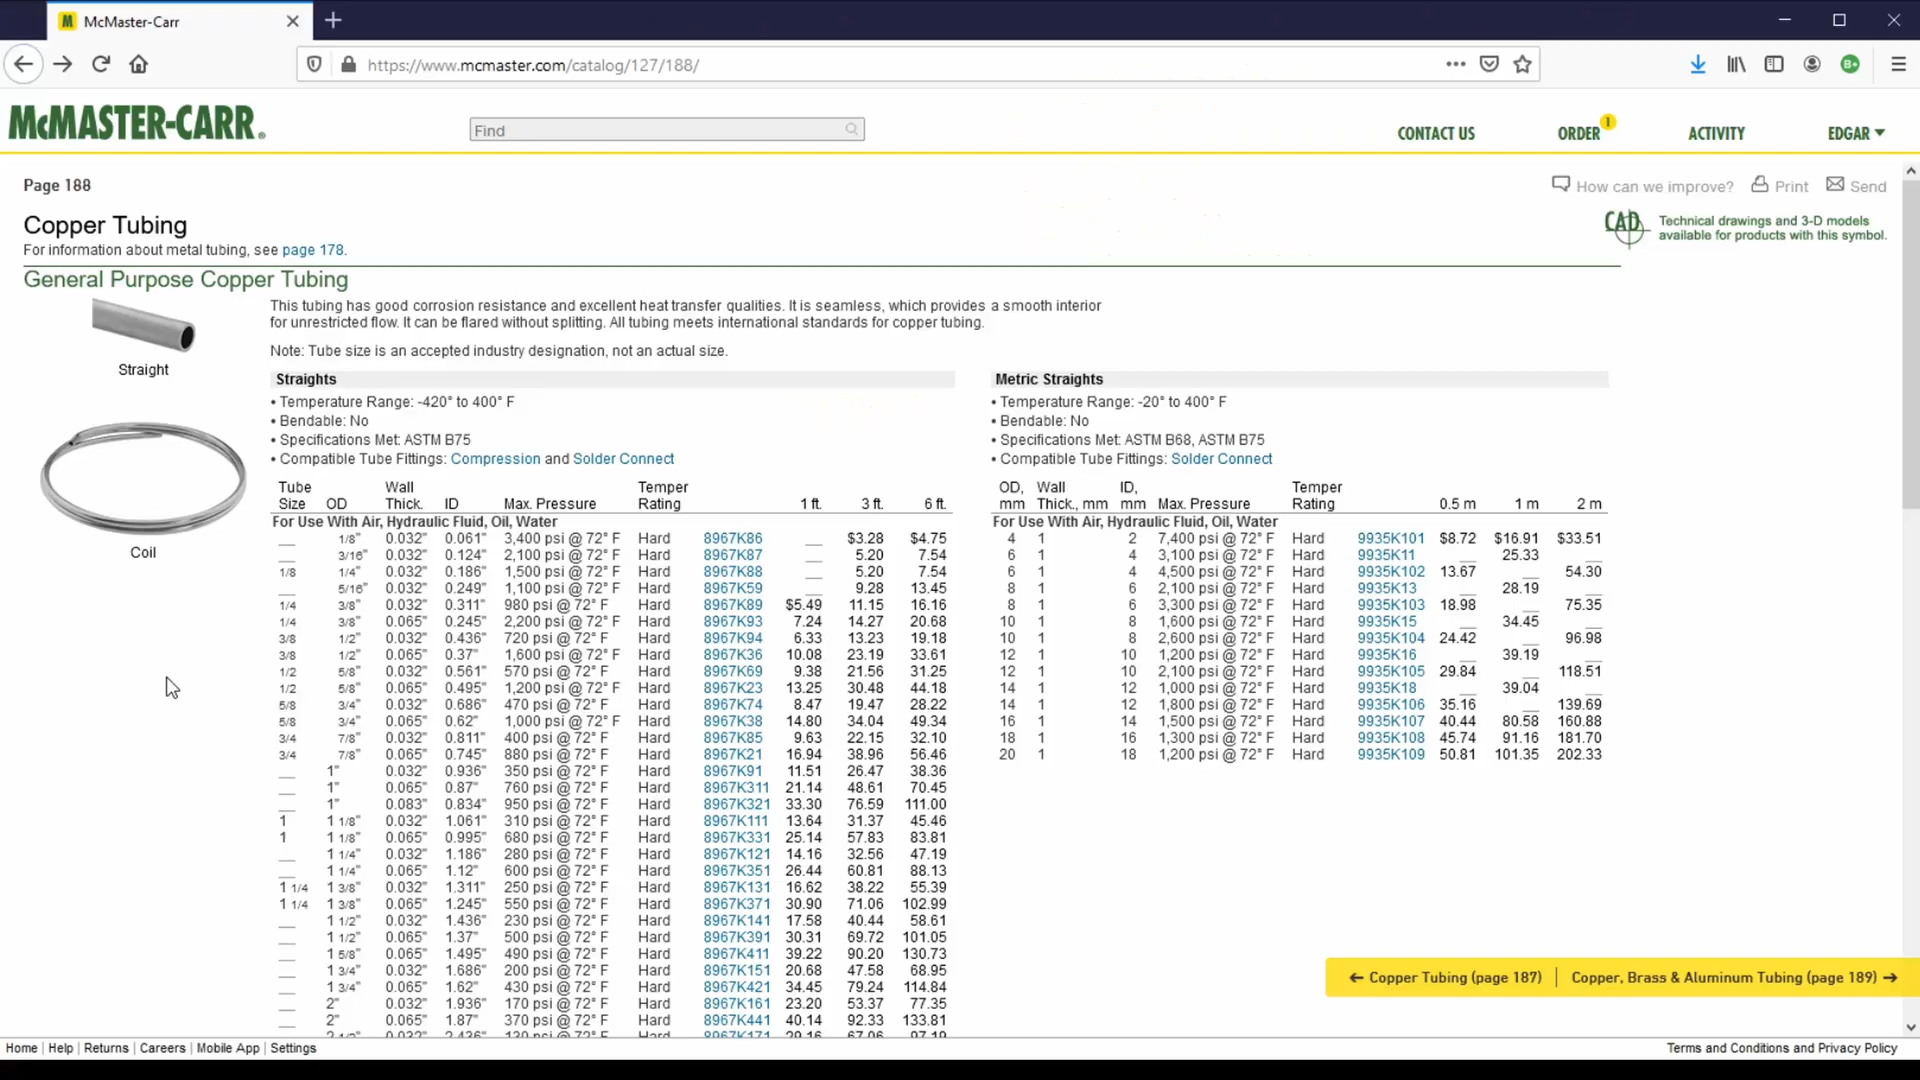 McMaster-Carr
https://www.mcmaster.com/catalog/127/188/
McMASTER-CARR®
Find
CONTACT US
ORDER 1
ACTIVITY
EDGAR
Page 188
How can we improve? Print Send
Copper Tubing
For information about metal tubing, see page 178.
CAD Technical drawings and 3-D models
available for products with this symbol.
General Purpose Copper Tubing
This tubing has good corrosion resistance and excellent heat transfer qualities. It is seamless, which provides a smooth interior
for unrestricted flow. It can be flared without splitting. All tubing meets international standards for copper tubing.
Note: Tube size is an accepted industry designation, not an actual size.
Straight
Coil
Straights
• Temperature Range: -420° to 400° F
• Bendable: No
• Specifications Met: ASTM B75
• Compatible Tube Fittings: Compression and Solder Connect
Tube Wall Temper
Size OD Thick. ID Max. Pressure Rating 1 ft. 3 ft. 6 ft.
For Use With Air, Hydraulic Fluid, Oil, Water
__ 1/8" 0.032" 0.061" 3,400 psi @ 72° F Hard 8967K86 __ $3.28 $4.75
__ 3/16" 0.032" 0.124" 2,100 psi @ 72° F Hard 8967K87 __ 5.20 7.54
1/8 1/4" 0.032" 0.186" 1,500 psi @ 72° F Hard 8967K88 __ 5.20 7.54
__ 5/16" 0.032" 0.249" 1,100 psi @ 72° F Hard 8967K59 __ 9.28 13.45
1/4 3/8" 0.032" 0.311" 980 psi @ 72° F Hard 8967K89 $5.49 11.15 16.16
1/4 3/8" 0.065" 0.245" 2,200 psi @ 72° F Hard 8967K93 7.24 14.27 20.68
3/8 1/2" 0.032" 0.436" 720 psi @ 72° F Hard 8967K94 6.33 13.23 19.18
3/8 1/2" 0.065" 0.37" 1,600 psi @ 72° F Hard 8967K36 10.08 23.19 33.61
1/2 5/8" 0.032" 0.561" 570 psi @ 72° F Hard 8967K69 9.38 21.56 31.25
1/2 5/8" 0.065" 0.495" 1,200 psi @ 72° F Hard 8967K23 13.25 30.48 44.18
5/8 3/4" 0.032" 0.686" 470 psi @ 72° F Hard 8967K74 8.47 19.47 28.22
5/8 3/4" 0.065" 0.62" 1,000 psi @ 72° F Hard 8967K38 14.80 34.04 49.34
3/4 7/8" 0.032" 0.811" 400 psi @ 72° F Hard 8967K85 9.63 22.15 32.10
3/4 7/8" 0.065" 0.745" 880 psi @ 72° F Hard 8967K21 16.94 38.96 56.46
__ 1" 0.032" 0.936" 350 psi @ 72° F Hard 8967K91 11.51 26.47 38.36
__ 1" 0.065" 0.87" 760 psi @ 72° F Hard 8967K311 21.14 48.61 70.45
__ 1" 0.083" 0.834" 950 psi @ 72° F Hard 8967K321 33.30 76.59 111.00
1 1 1/8" 0.032" 1.061" 310 psi @ 72° F Hard 8967K111 13.64 31.37 45.46
1 1 1/8" 0.065" 0.995" 680 psi @ 72° F Hard 8967K331 25.14 57.83 83.81
__ 1 1/4" 0.032" 1.186" 280 psi @ 72° F Hard 8967K121 14.16 32.56 47.19
__ 1 1/4" 0.065" 1.12" 600 psi @ 72° F Hard 8967K351 26.44 60.81 88.13
1 1/4 1 3/8" 0.032" 1.311" 250 psi @ 72° F Hard 8967K131 16.62 38.22 55.39
1 1/4 1 3/8" 0.065" 1.245" 550 psi @ 72° F Hard 8967K371 30.90 71.06 102.99
__ 1 1/2" 0.032" 1.436" 230 psi @ 72° F Hard 8967K141 17.58 40.44 58.61
__ 1 1/2" 0.065" 1.37" 500 psi @ 72° F Hard 8967K391 30.31 69.72 101.05
__ 1 5/8" 0.065" 1.495" 490 psi @ 72° F Hard 8967K411 39.22 90.20 130.73
__ 1 3/4" 0.032" 1.686" 200 psi @ 72° F Hard 8967K151 20.68 47.58 68.95
__ 1 3/4" 0.065" 1.62" 430 psi @ 72° F Hard 8967K421 34.45 79.24 114.84
__ 2" 0.032" 1.936" 170 psi @ 72° F Hard 8967K161 23.20 53.37 77.35
__ 2" 0.065" 1.87" 370 psi @ 72° F Hard 8967K441 40.14 92.33 133.81
Metric Straights
• Temperature Range: -20° to 400° F
• Bendable: No
• Specifications Met: ASTM B68, ASTM B75
• Compatible Tube Fittings: Solder Connect
OD, Wall ID, Temper
mm Thick., mm mm Max. Pressure Rating 0.5 m 1 m 2 m
For Use With Air, Hydraulic Fluid, Oil, Water
4 1 2 7,400 psi @ 72° F Hard 9935K101 $8.72 $16.91 $33.51
6 1 4 3,100 psi @ 72° F Hard 9935K11 __ 25.33 __
6 1 4 4,500 psi @ 72° F Hard 9935K102 13.67 __ 54.30
8 1 6 2,100 psi @ 72° F Hard 9935K13 __ 28.19 __
8 1 6 3,300 psi @ 72° F Hard 9935K103 18.98 __ 75.35
10 1 8 1,600 psi @ 72° F Hard 9935K15 __ 34.45 __
10 1 8 2,600 psi @ 72° F Hard 9935K104 24.42 __ 96.98
12 1 10 1,200 psi @ 72° F Hard 9935K16 __ 39.19 __
12 1 10 2,100 psi @ 72° F Hard 9935K105 29.84 __ 118.51
14 1 12 1,000 psi @ 72° F Hard 9935K18 __ 39.04 __
14 1 12 1,800 psi @ 72° F Hard 9935K106 35.16 __ 139.69
16 1 14 1,500 psi @ 72° F Hard 9935K107 40.44 80.58 160.88
18 1 16 1,300 psi @ 72° F Hard 9935K108 45.74 91.16 181.70
20 1 18 1,200 psi @ 72° F Hard 9935K109 50.81 101.35 202.33
← Copper Tubing (page 187) | Copper, Brass & Aluminum Tubing (page 189) →
Home | Help | Returns | Careers | Mobile App | Settings
Terms and Conditions and Privacy Policy